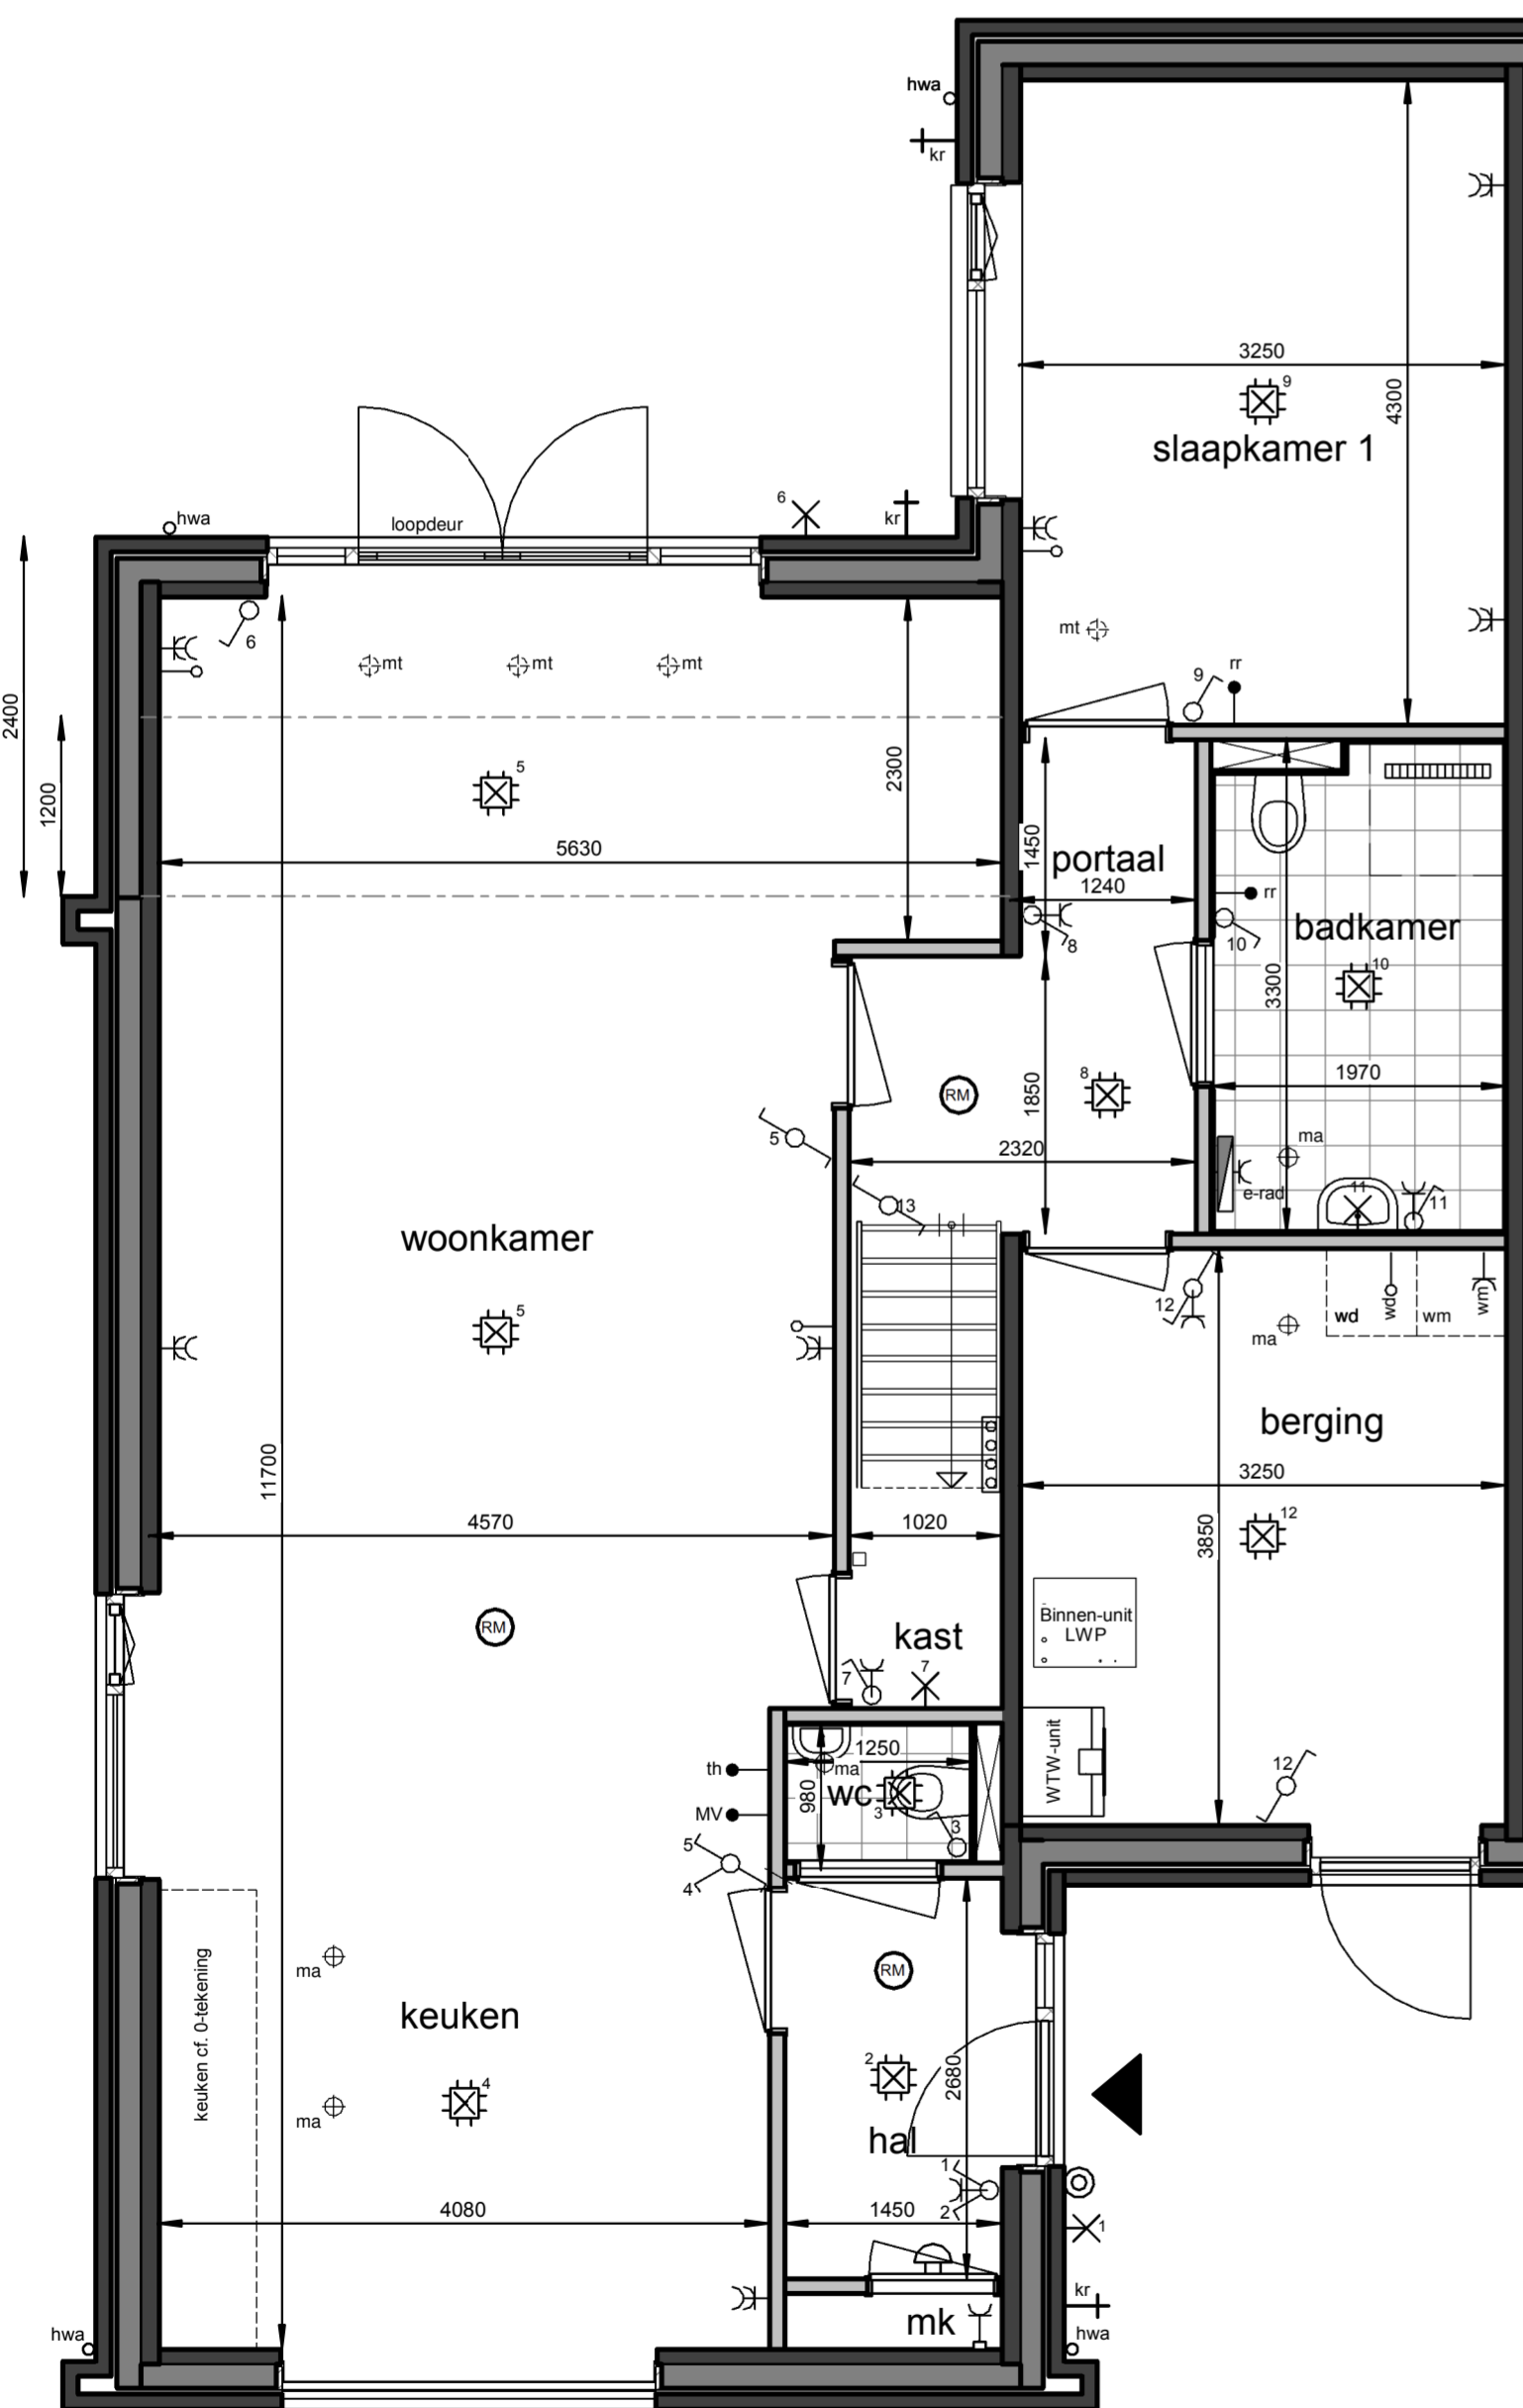 hwa
kr
3250
9
4300
slaapkamer 1
6
kr
hwa
loopdeur
6
mt
mt
mt
mt
9
rr
2400
1200
5
2300
5630
1450
portaal
1240
8
rr
10
badkamer
10
3300
1970
8
RM
1850
5
2320
ma
e-rad
11
11
13
woonkamer
5
12
ma
wd
wd
wm
wm
berging
11700
4570
1020
3250
12
3850
RM
Binnen-unit
LWP
kast
7
7
WTW-unit
th
1250
ma
980
wc
3
3
MV
5
4
12
keuken cf. 0-tekening
ma
RM
keuken
ma
4
2
2680
hal
1
2
4080
1450
1
kr
mk
hwa
hwa